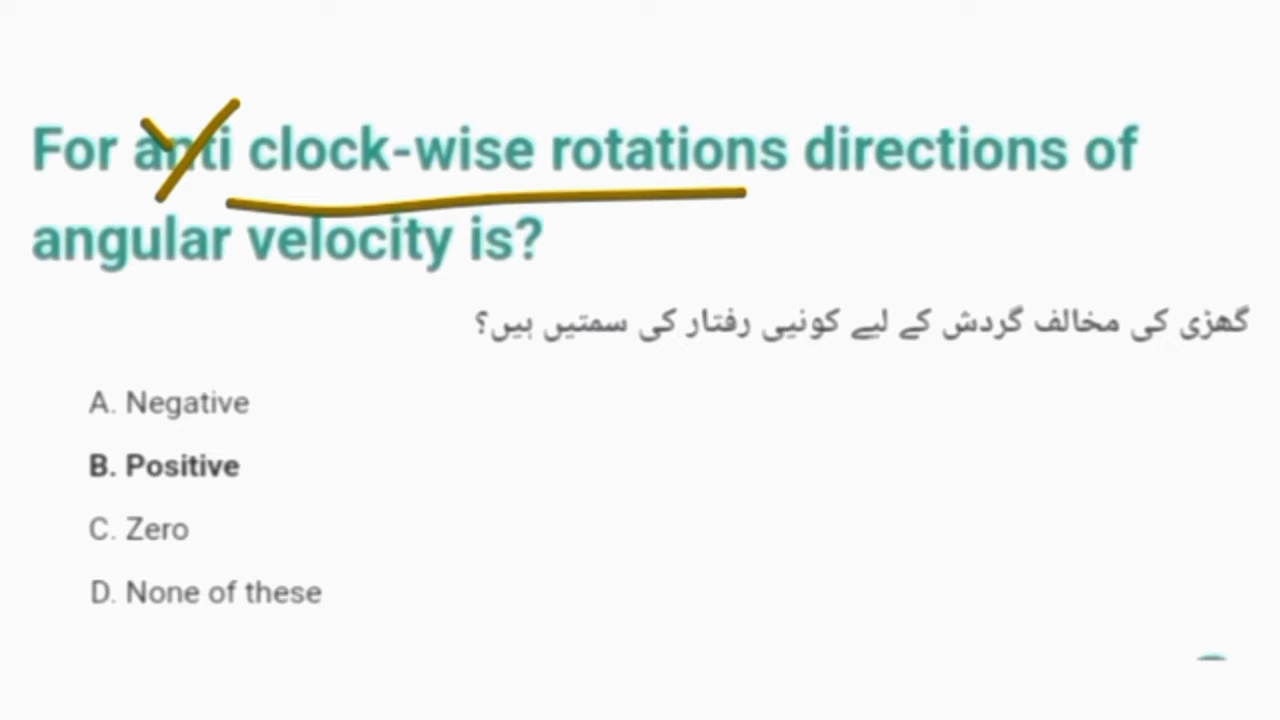 For anti clock-wise rotations directions of
angular velocity is?
گھڑی کی مخالف گردش کے لیے کونیی رفتار کی سمتیں ہیں؟
A. Negative
B. Positive
C. Zero
D. None of these